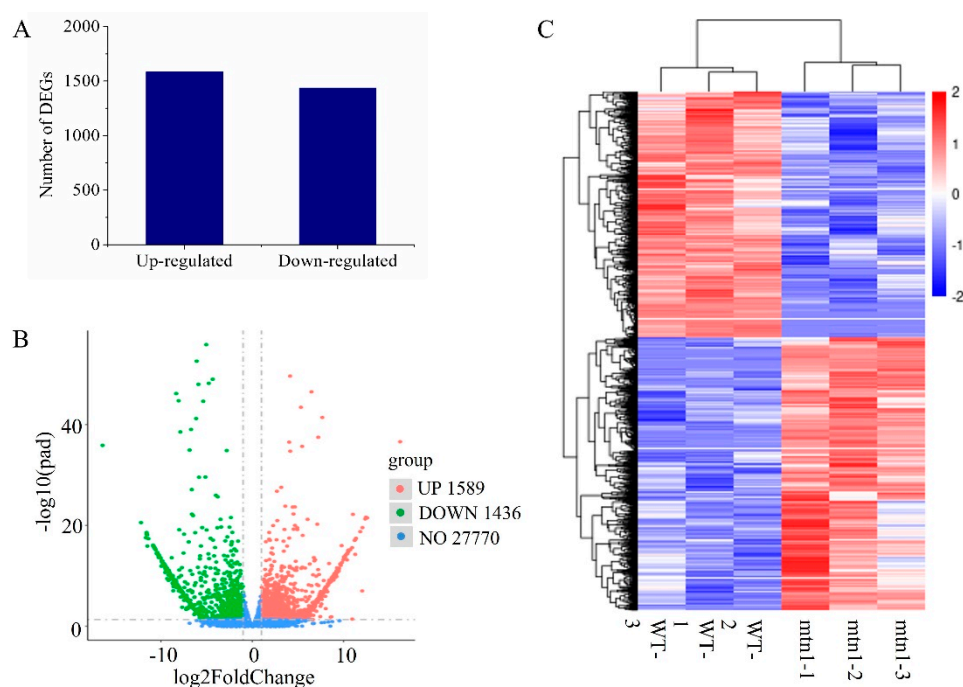 A
2000
1500
1000
500
0
Number of DEGs
Up-regulated
Down-regulated
B
40
20
0
-log10(pad)
-10
0
10
log2FoldChange
group
UP 1589
DOWN 1436
NO 27770
C
2
1
0
-1
-2
WT-3
WT-1
WT-2
mtn1-1
mtn1-2
mtn1-3